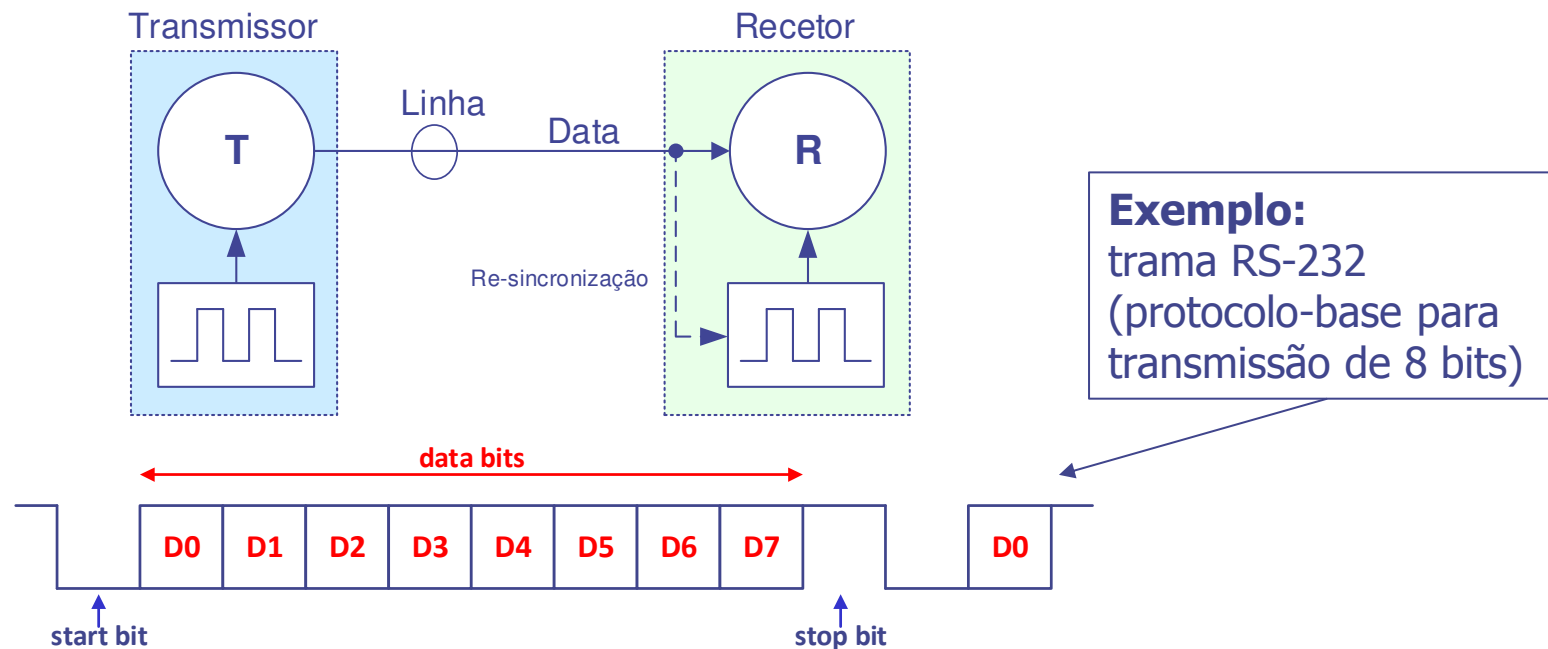 Transmissor
Recetor
Linha
Data
T
R
Re-sincronização
Exemplo:
trama RS-232
(protocolo-base para
transmissão de 8 bits)
data bits
D0 D1 D2 D3 D4 D5 D6 D7 D0
start bit
stop bit